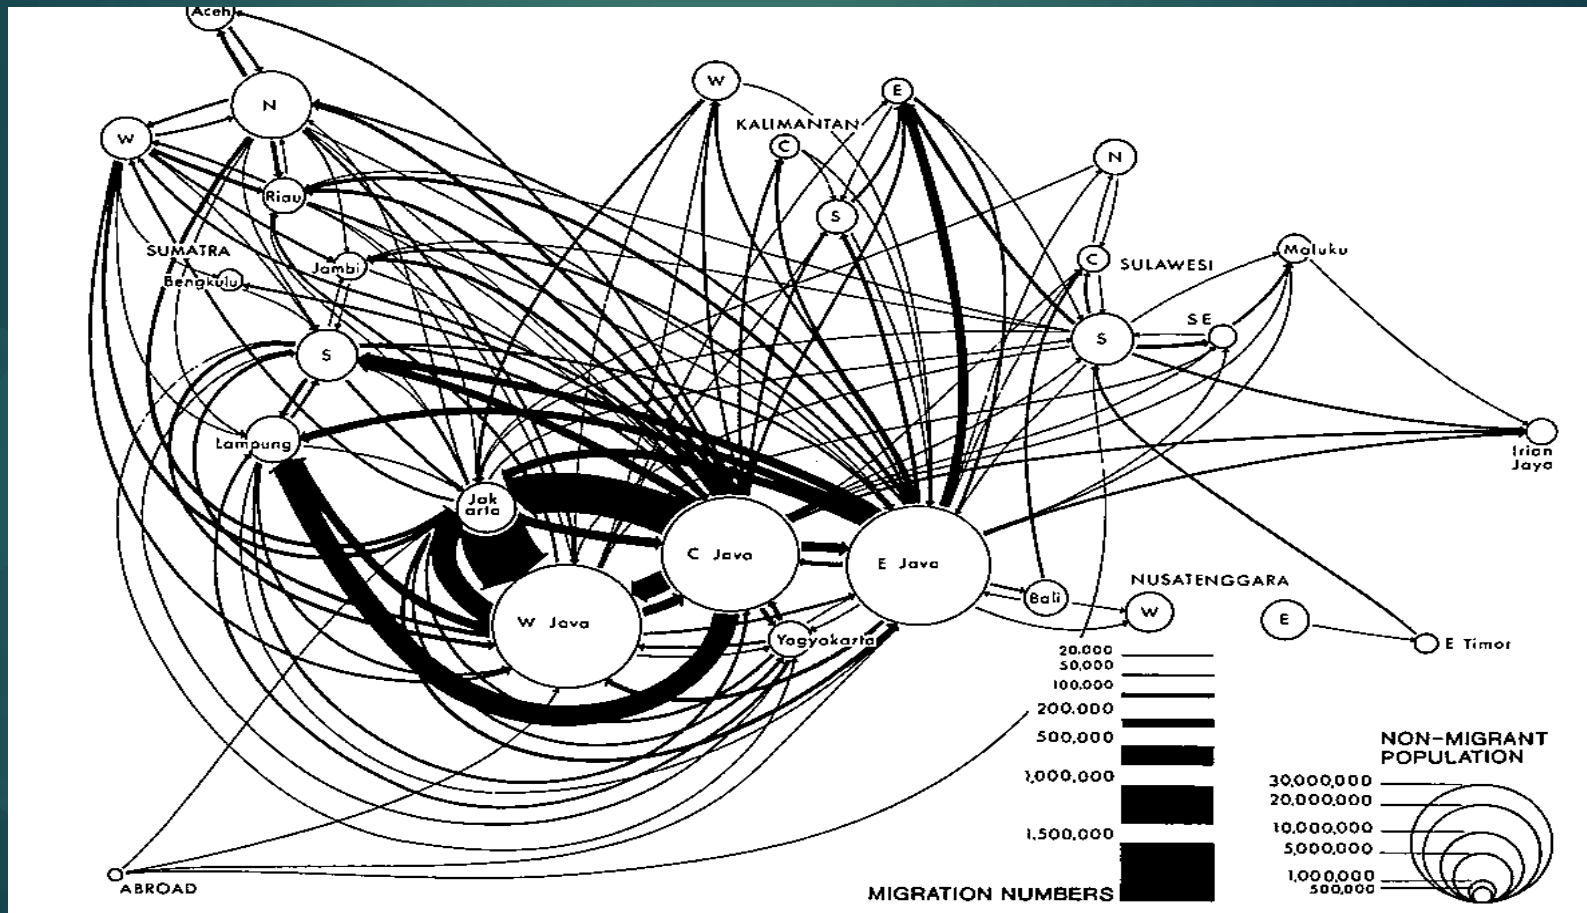 Aceh
N
W
Riau
SUMATRA
Jambi
Bengkulu
S
Lampung
Jak
arta
W
E
KALIMANTAN
C
S
N
C
SULAWESI
Maluku
S
SE
Irian
Jaya
C Java
E Java
W Java
Yogyakarta
Bali
NUSATENGGARA
W
E
E Timor
ABROAD
20.000
50,000
100,000
200.000
500,000
1,000,000
1,500,000
MIGRATION NUMBERS
NON-MIGRANT
POPULATION
30,000,000
20,000,000
10,000,000
5,000,000
1,000,000
500,000